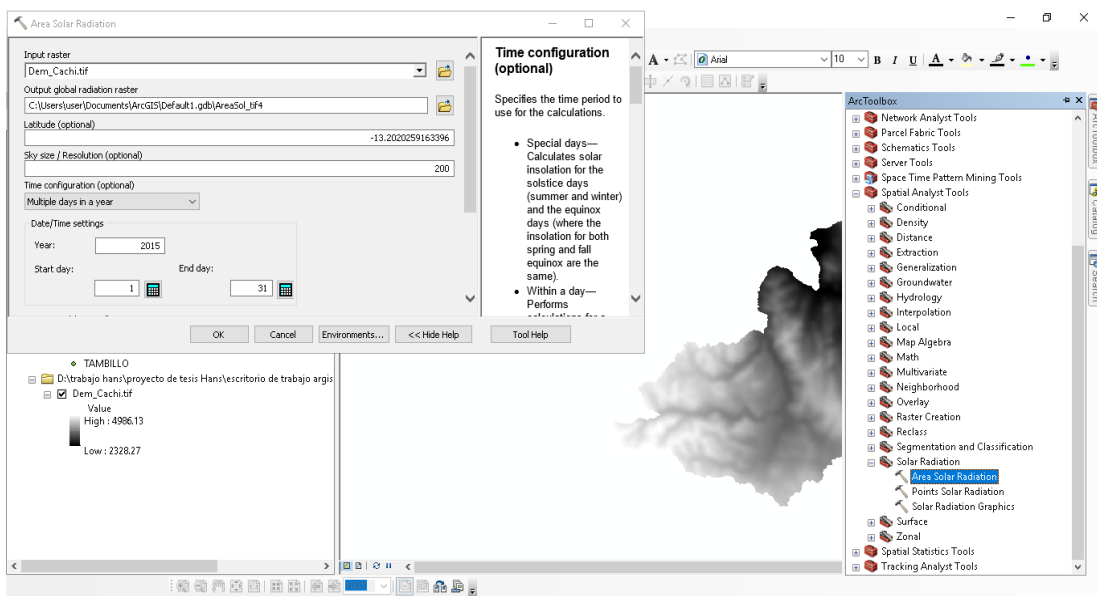 Area Solar Radiation
Input raster
Dem_Cachi.tif
Output global radiation raster
C:\Users\user\Documents\ArcGIS\Default1.gdb\AreaSol_tif4
Latitude (optional)
-13.2020259163396
Sky size / Resolution (optional)
200
Time configuration (optional)
Multiple days in a year
Date/Time settings
Year:
2015
Start day:
End day:
1
31
OK
Cancel
Environments...
<< Hide Help
Tool Help
Time configuration
(optional)
Specifies the time period to
use for the calculations.
• Special days—
Calculates solar
insolation for the
solstice days
(summer and winter)
and the equinox
days (where the
insolation for both
spring and fall
equinox are the
same).
• Within a day—
Performs
A
Arial
10
B I U A
TAMBILLO
D:\trabajo hans\proyecto de tesis Hans\escritorio de trabajo argis
Dem_Cachi.tif
Value
High : 4986.13
Low : 2328.27
ArcToolbox
Network Analyst Tools
Parcel Fabric Tools
Schematics Tools
Server Tools
Space Time Pattern Mining Tools
Spatial Analyst Tools
Conditional
Density
Distance
Extraction
Generalization
Groundwater
Hydrology
Interpolation
Local
Map Algebra
Math
Multivariate
Neighborhood
Overlay
Raster Creation
Reclass
Segmentation and Classification
Solar Radiation
Area Solar Radiation
Points Solar Radiation
Solar Radiation Graphics
Surface
Zonal
Spatial Statistics Tools
Tracking Analyst Tools
ArcToolbox
Catalog
Search